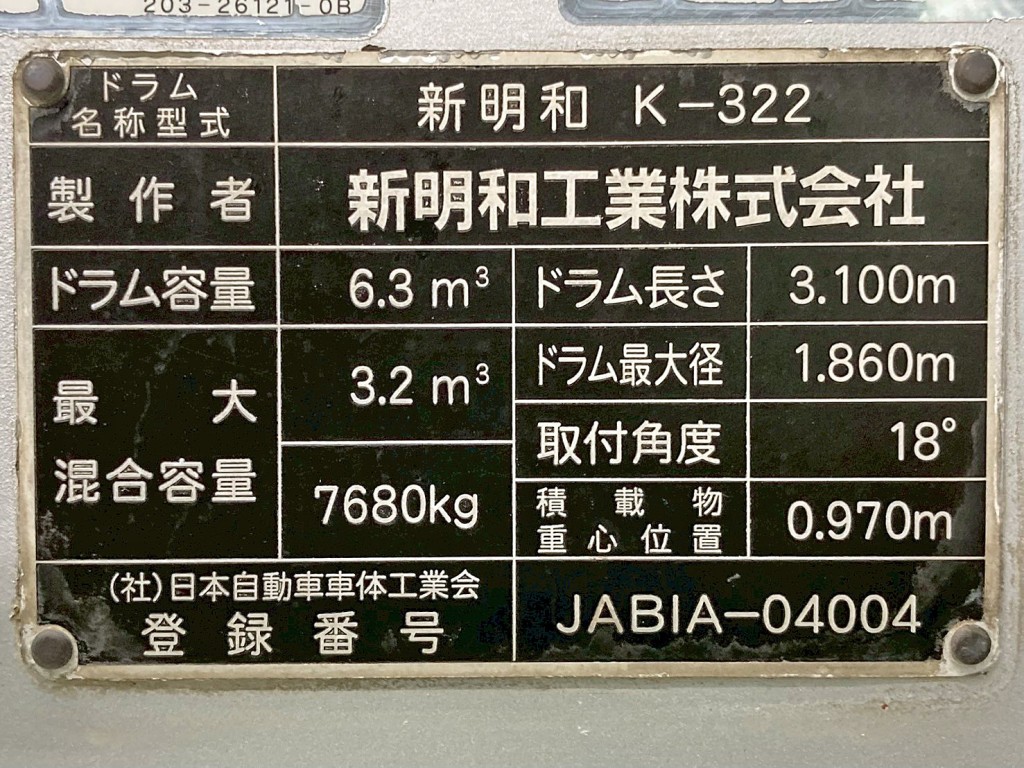 203-26121-0B
ドラム
名称型式
新明和 K-322
製作者
新明和工業株式会社
ドラム容量
6.3 m³
ドラム長さ
3.100m
最大
混合容量
3.2 m³
7680kg
ドラム最大径
1.860m
取付角度
18°
積載物
重心位置
0.970m
(社)日本自動車車体工業会
登録番号
JABIA-04004